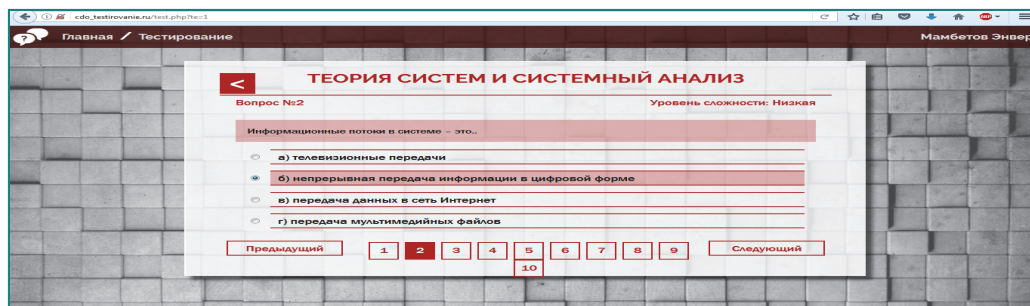 cdo_testirovanie.ru/test.php?te=1
Главная / Тестирование
Мамбетов Энвер
<
ТЕОРИЯ СИСТЕМ И СИСТЕМНЫЙ АНАЛИЗ
Вопрос №2
Уровень сложности: Низкая
Информационные потоки в системе – это..
а) телевизионные передачи
б) непрерывная передача информации в цифровой форме
в) передача данных в сеть Интернет
г) передача мультимедийных файлов
Предыдущий 1 2 3 4 5 6 7 8 9 Следующий
10